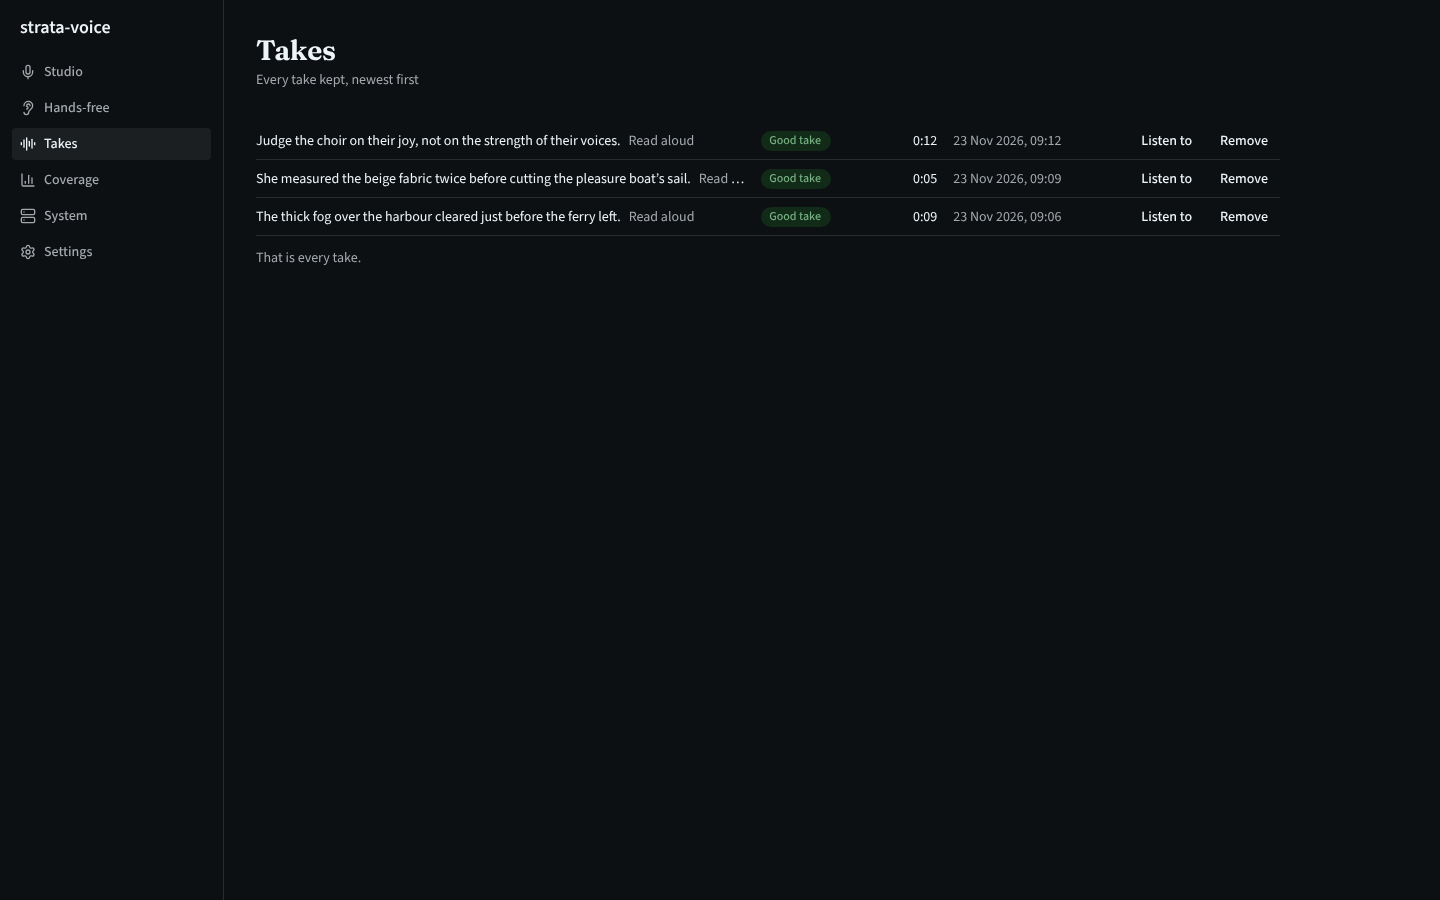 strata-voice
Studio
Hands-free
Takes
Coverage
System
Settings
Takes
Every take kept, newest first
Judge the choir on their joy, not on the strength of their voices. Read aloud Good take 0:12 23 Nov 2026, 09:12 Listen to Remove
She measured the beige fabric twice before cutting the pleasure boat’s sail. Read … Good take 0:05 23 Nov 2026, 09:09 Listen to Remove
The thick fog over the harbour cleared just before the ferry left. Read aloud Good take 0:09 23 Nov 2026, 09:06 Listen to Remove
That is every take.